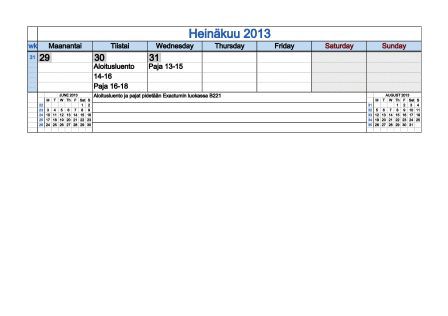 Heinäkuu 2013
wk Maanantai Tiistai Wednesday Thursday Friday Saturday Sunday
31 29 30 31
Aloitusluento Paja 13-15
14-16
Paja 16-18
Aloitusluento ja pajat pidetään Exactumin luokassa B221
JUNE 2013
M T W Th F Sat S
22 1 2
23 3 4 5 6 7 8 9
24 10 11 12 13 14 15 16
25 17 18 19 20 21 22 23
26 24 25 26 27 28 29 30
AUGUST 2013
M T W Th F Sat S
31 1 2 3 4
32 5 6 7 8 9 10 11
33 12 13 14 15 16 17 18
34 19 20 21 22 23 24 25
35 26 27 28 29 30 31